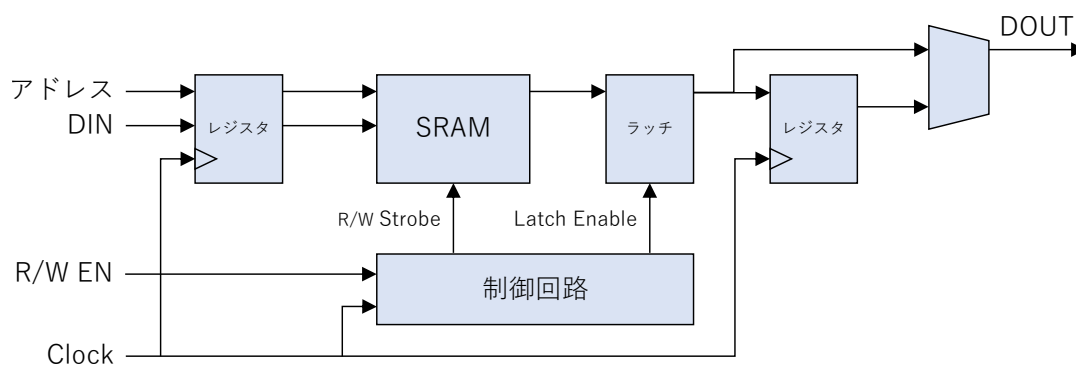 DOUT
アドレス
DIN
レジスタ
SRAM
ラッチ
レジスタ
R/W Strobe
Latch Enable
R/W EN
制御回路
Clock